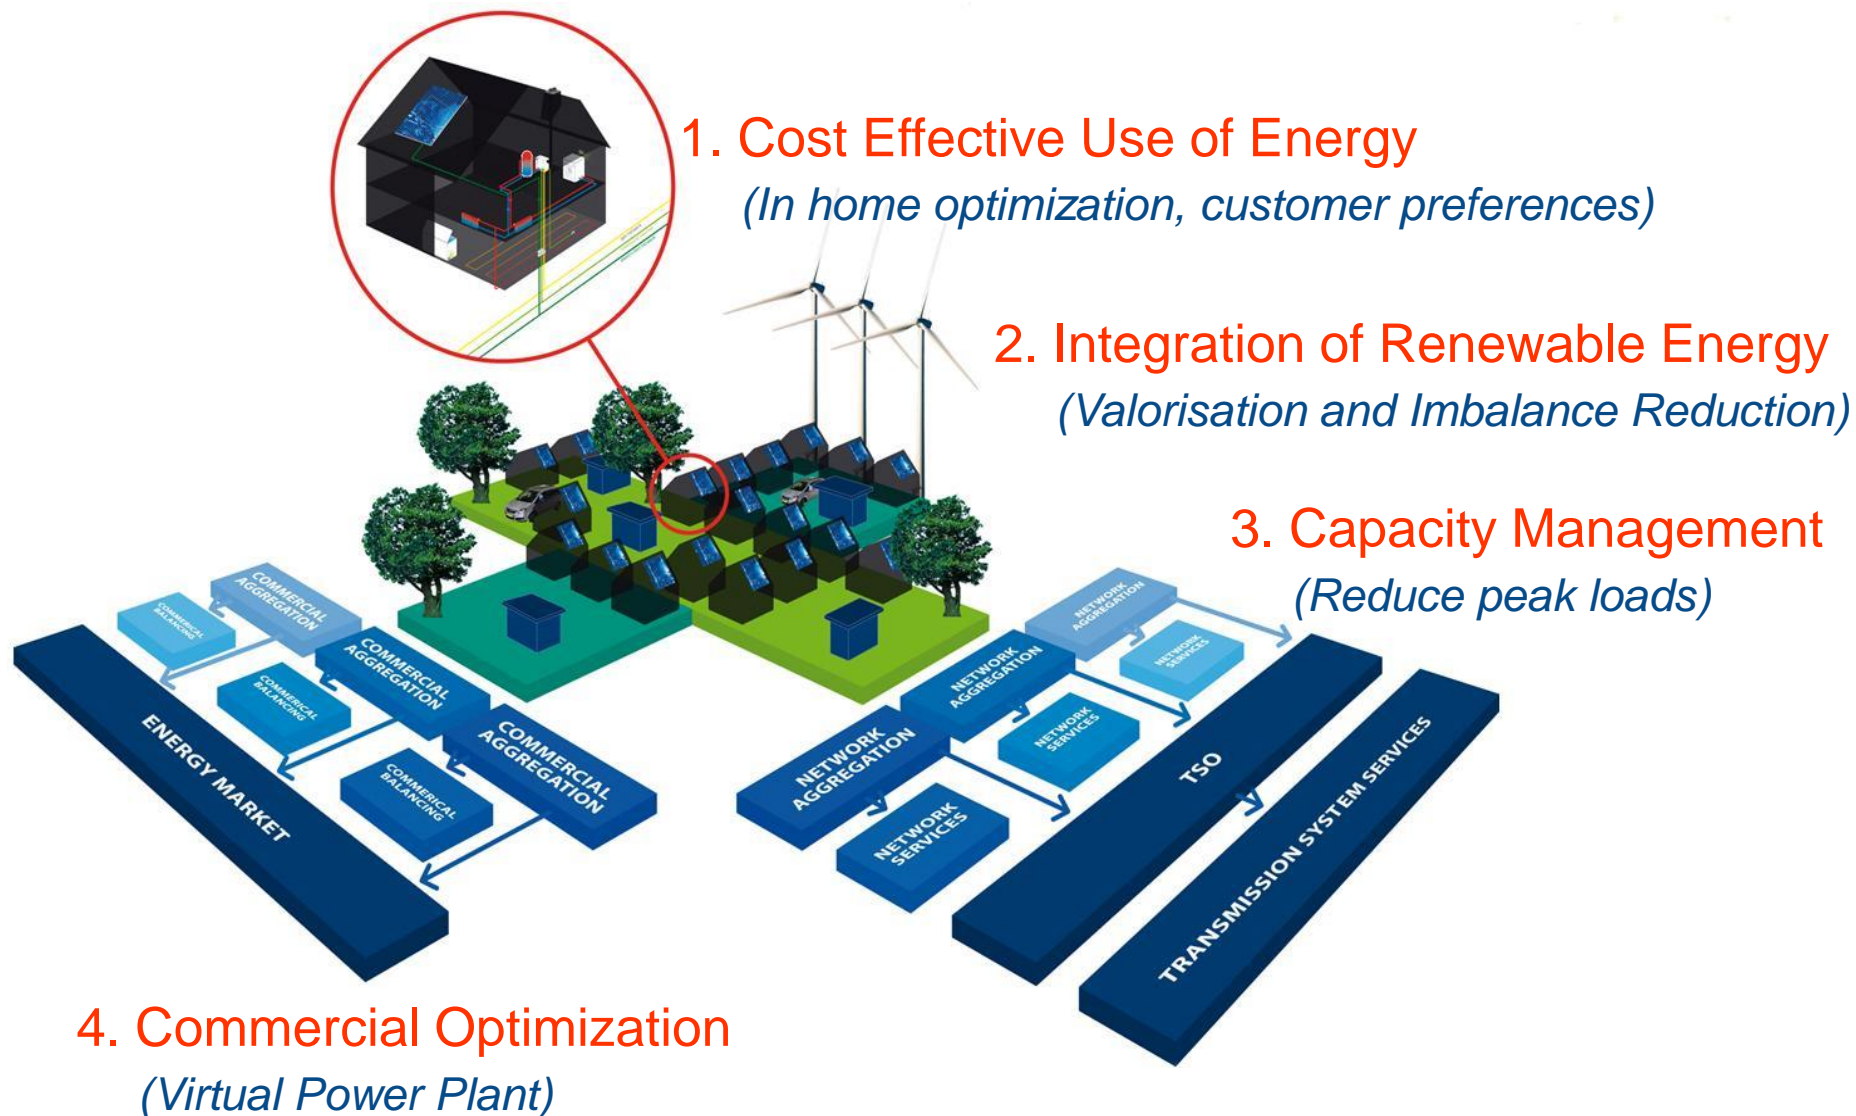 1. Cost Effective Use of Energy
(In home optimization, customer preferences)
2. Integration of Renewable Energy
(Valorisation and Imbalance Reduction)
3. Capacity Management
(Reduce peak loads)
COMMERCIAL
AGGREGATION
COMMERICAL
BALANCING
COMMERCIAL
AGGREGATION
COMMERICAL
BALANCING
COMMERCIAL
AGGREGATION
COMMERICAL
BALANCING
ENERGY MARKET
NETWORK
AGGREGATION
NETWORK
SERVICES
NETWORK
AGGREGATION
NETWORK
SERVICES
NETWORK
AGGREGATION
NETWORK
SERVICES
TSO
TRANSMISSION SYSTEM SERVICES
4. Commercial Optimization
(Virtual Power Plant)